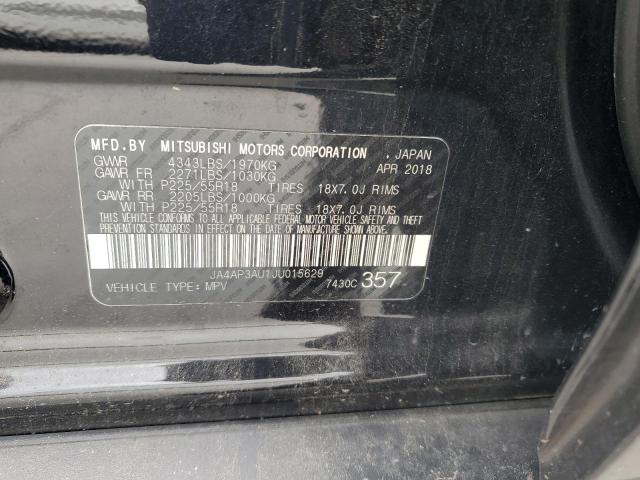 MFD.BY MITSUBISHI MOTORS CORPORATION , JAPAN
GVWR 4343LBS/1970KG APR 2018
GAWR FR 2271LBS/1030KG
WITH P225/55R18 TIRES 18X7.0J RIMS
GAWR RR 2205LBS/1000KG
WITH P225/55R18 TIRES 18X7.0J RIMS
THIS VEHICLE CONFORMS TO ALL APPLICABLE FEDERAL MOTOR VEHICLE SAFETY AND THEFT
PREVENTION STANDARDS IN EFFECT ON THE DATE OF MANUFACTURE SHOWN ABOVE.
JA4AP3AU1JU015629
VEHICLE TYPE: MPV 7430C 357